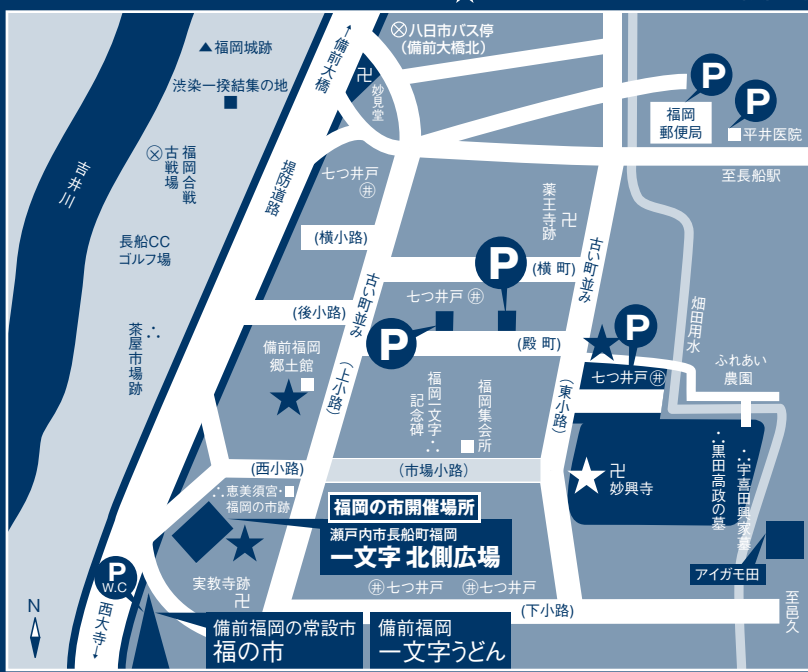 ▲福岡城跡
渋染一揆結集の地
←備前大橋
卍
妙見堂
Ⓧ八日市バス停
(備前大橋北)
P
福岡
郵便局
P
平井医院
至長船駅
吉井川
Ⓧ
福岡合戦
古戦場
堤防道路
七つ井戸
㊉
薬王寺跡
卍
長船CC
ゴルフ場
(横小路)
古い町並み
(上小路)
P
(横 町)
古い町並み
(東小路)
畑田用水
茶屋市場跡
∴
(後小路)
七つ井戸 ㊉
P
(殿 町)
P
七つ井戸 ㊉
ふれあい
農園
備前福岡
郷土館
福岡一文字
記念碑∴
福岡集会所
(西小路)
(市場小路)
卍
妙興寺
∴黒田高政の墓
∴宇喜田興家墓
∴恵美須宮・
福岡の市跡
福岡の市開催場所
瀬戸内市長船町福岡
一文字 北側広場
アイガモ田
至邑久
P
W.C
実教寺跡
卍
㊉七つ井戸
㊉七つ井戸
(下小路)
N
西大寺→
備前福岡の常設市
福の市
備前福岡
一文字うどん